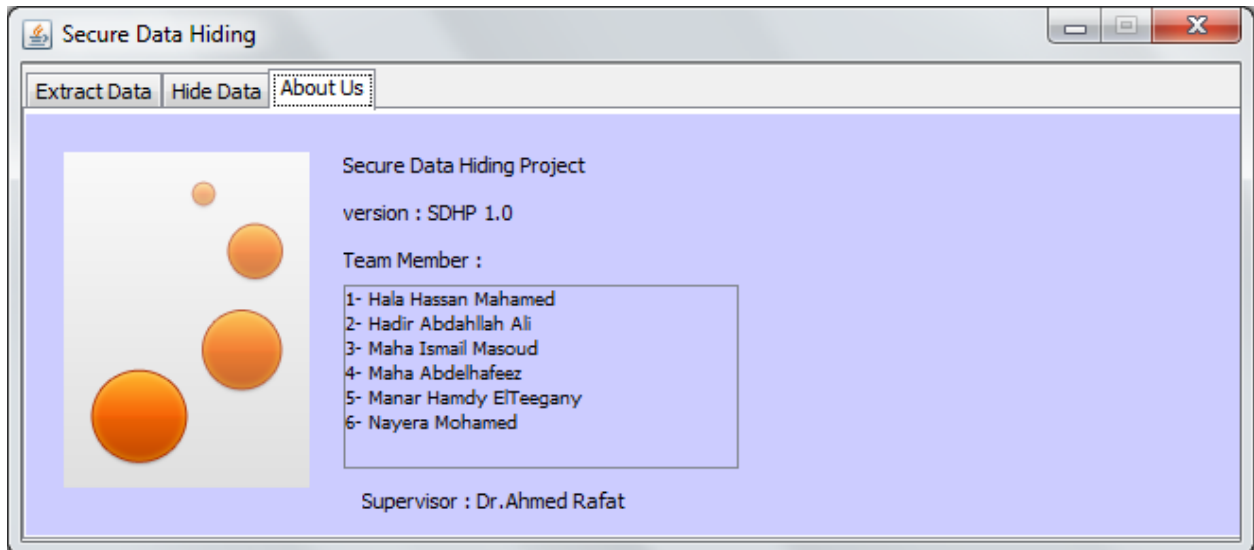 Secure Data Hiding
Extract Data Hide Data About Us
Secure Data Hiding Project
version : SDHP 1.0
Team Member :
1- Hala Hassan Mahamed
2- Hadir Abdahllah Ali
3- Maha Ismail Masoud
4- Maha Abdelhafeez
5- Manar Hamdy ElTeegany
6- Nayera Mohamed
Supervisor : Dr.Ahmed Rafat